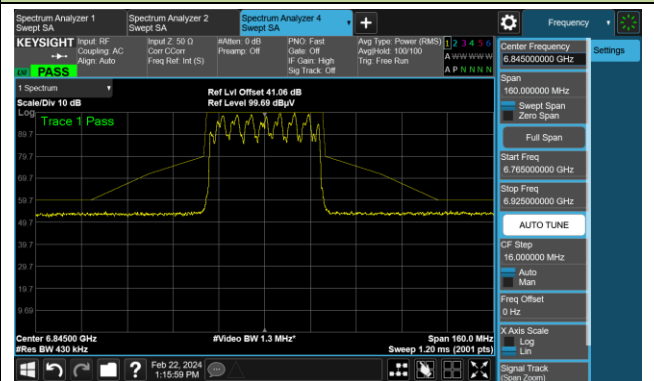 Spectrum Analyzer 1
Swept SA
Spectrum Analyzer 2
Swept SA
Spectrum Analyzer 4
Swept SA
Frequency
KEYSIGHT
Input: RF
Coupling: AC
Align: Auto
Input Z: 50 Ω
Corr CCorr
Freq Ref: Int (S)
#Atten: 0 dB
Preamp: Off
PNO: Fast
Gate: Off
IF Gain: High
Sig Track: Off
Avg Type: Power (RMS)
Avg|Hold: 100/100
Trig: Free Run
1 2 3 4 5 6
A W W W W W
A P N N N N
PASS
1 Spectrum
Scale/Div 10 dB
Ref Lvl Offset 41.06 dB
Ref Level 99.69 dBµV
Log
Trace 1 Pass
89.7
79.7
69.7
59.7
49.7
39.7
29.7
19.7
9.69
Center 6.84500 GHz
#Res BW 430 kHz
#Video BW 1.3 MHz*
Span 160.0 MHz
Sweep 1.20 ms (2001 pts)
Center Frequency
6.845000000 GHz
Settings
Span
160.000000 MHz
Swept Span
Zero Span
Full Span
Start Freq
6.765000000 GHz
Stop Freq
6.925000000 GHz
AUTO TUNE
CF Step
16.000000 MHz
Auto
Man
Freq Offset
0 Hz
X Axis Scale
Log
Lin
Signal Track
(Span Zoom)
Feb 22, 2024
1:15:59 PM